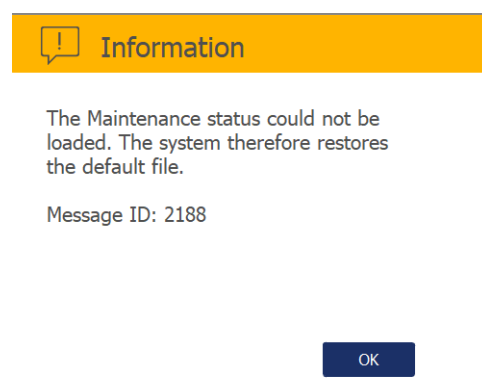 !
Information
The Maintenance status could not be
loaded. The system therefore restores
the default file.
Message ID: 2188
OK